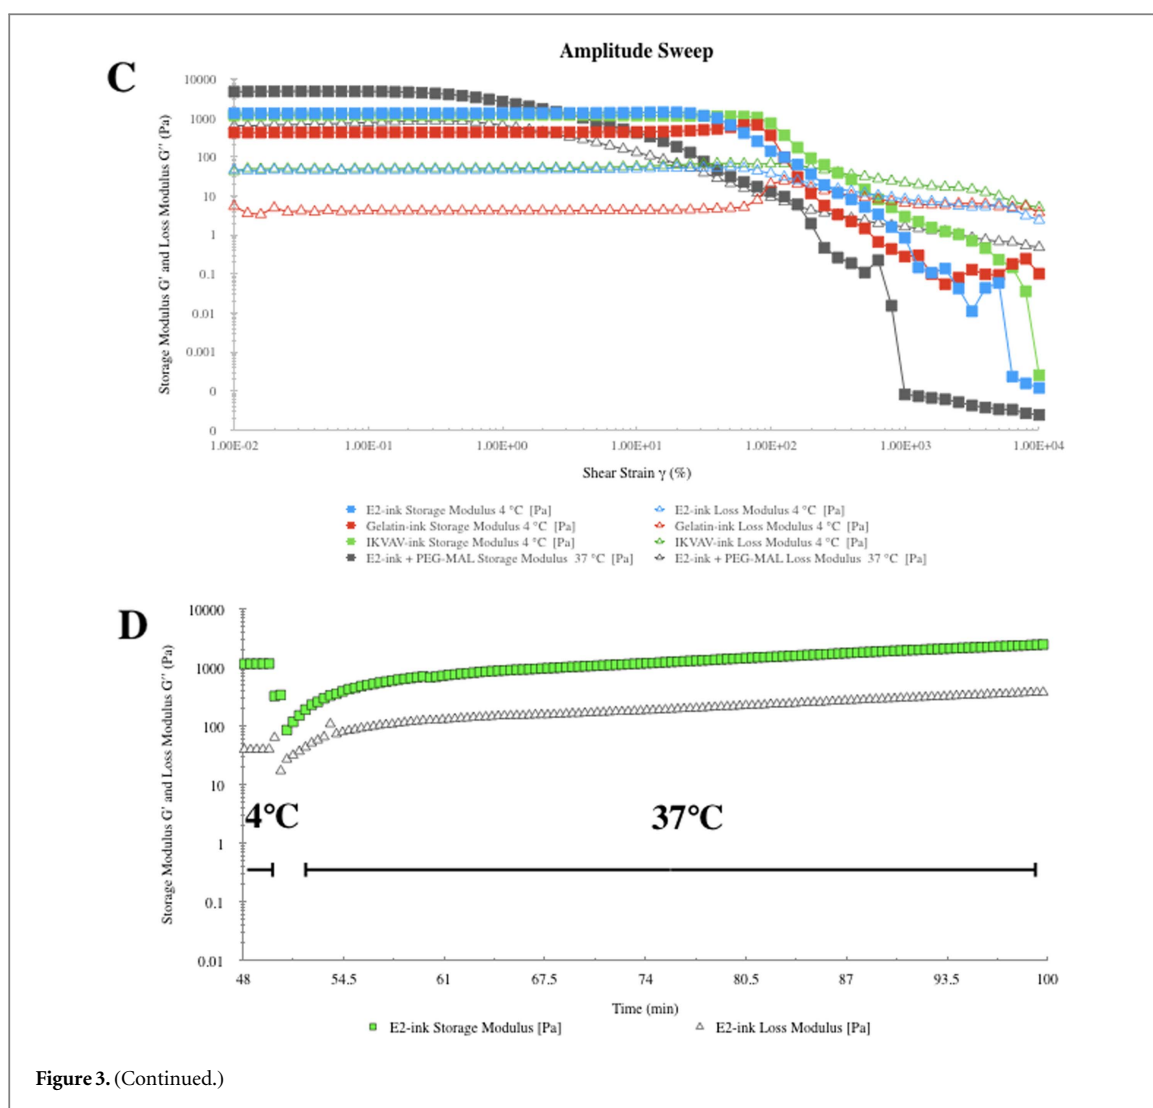 C
Amplitude Sweep
Storage Modulus G' and Loss Modulus G'' (Pa)
10000
1000
100
10
1
0.1
0.01
0.001
0
0
1.00E-02 1.00E-01 1.00E+00 1.00E+01 1.00E+02 1.00E+03 1.00E+04
Shear Strain γ (%)
E2-ink Storage Modulus 4 °C [Pa] E2-ink Loss Modulus 4 °C [Pa]
Gelatin-ink Storage Modulus 4 °C [Pa] Gelatin-ink Loss Modulus 4 °C [Pa]
IKVAV-ink Storage Modulus 4 °C [Pa] IKVAV-ink Loss Modulus 4 °C [Pa]
E2-ink + PEG-MAL Storage Modulus 37 °C [Pa] E2-ink + PEG-MAL Loss Modulus 37 °C [Pa]
D
Storage Modulus G' and Loss Modulus G'' (Pa)
10000
1000
100
10
4°C 37°C
1
0.1
0.01
48 54.5 61 67.5 74 80.5 87 93.5 100
Time (min)
E2-ink Storage Modulus [Pa] E2-ink Loss Modulus [Pa]
Figure 3. (Continued.)